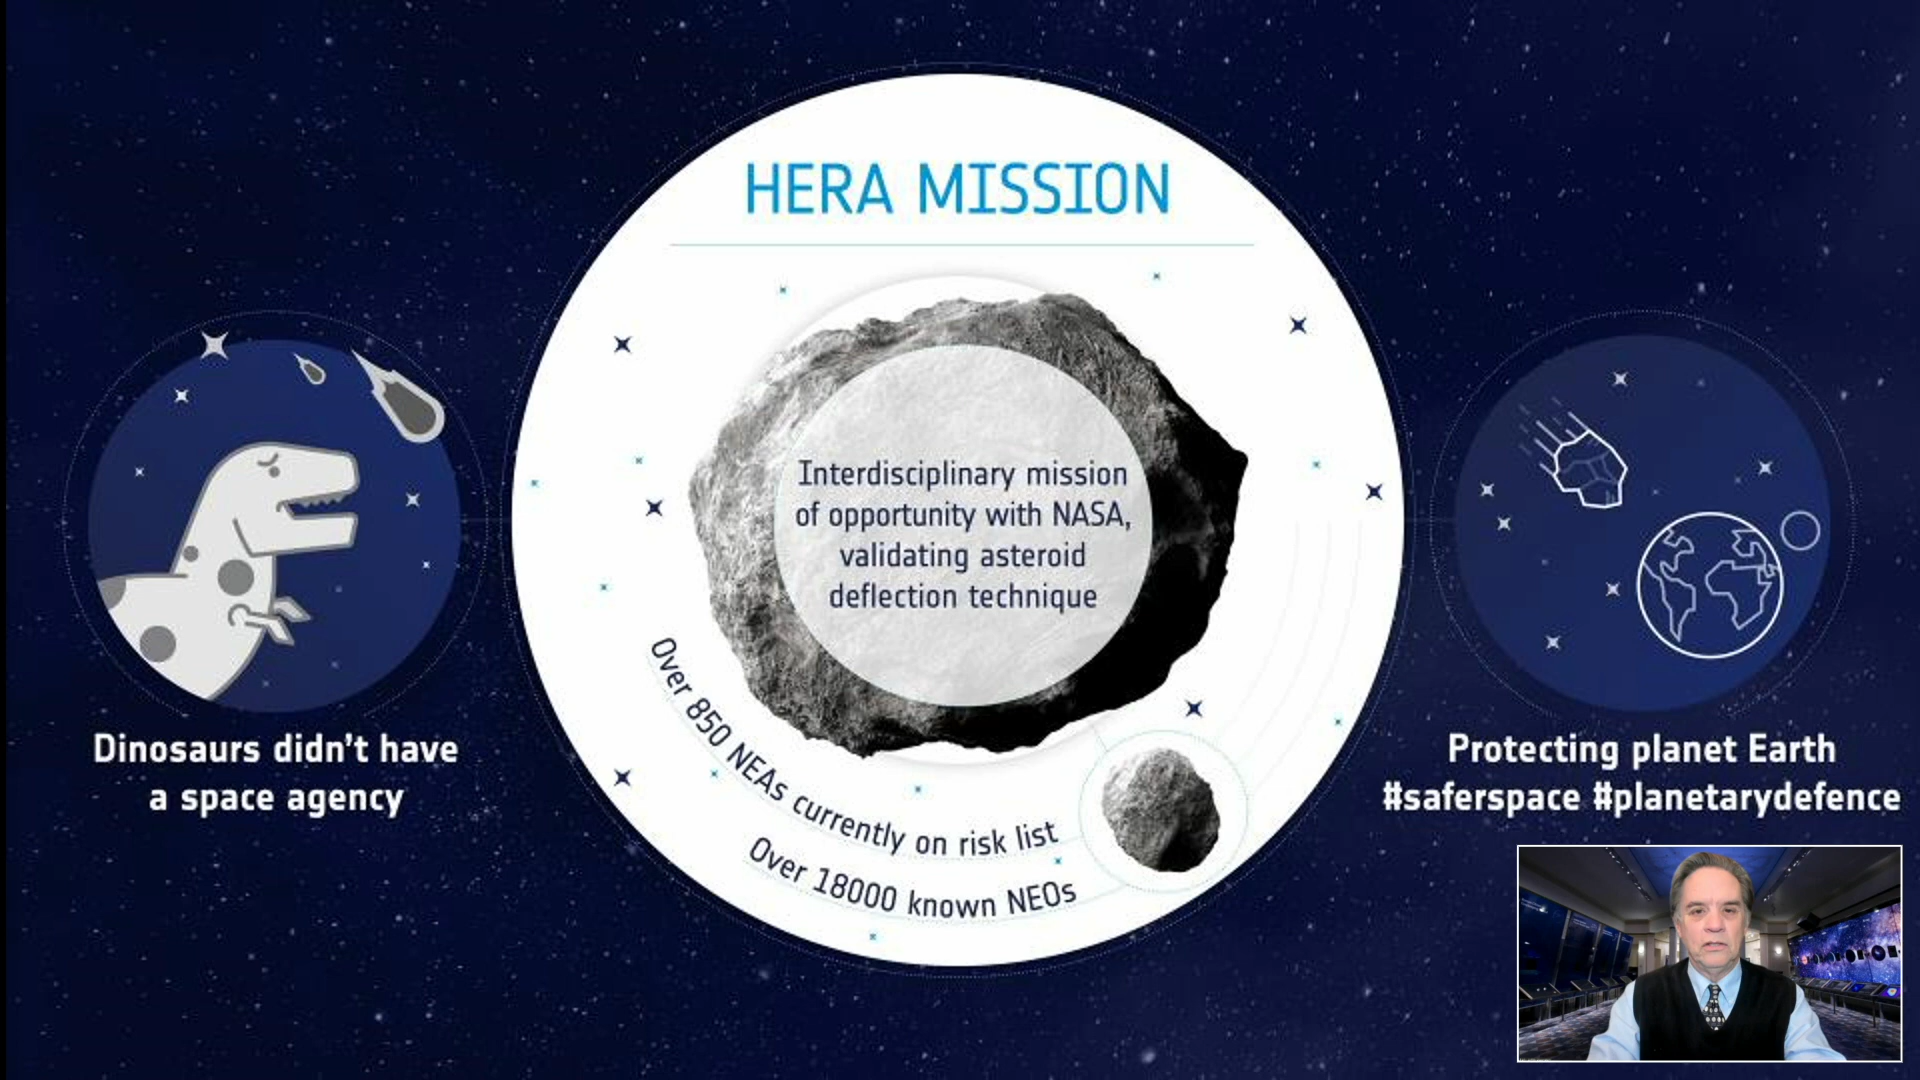 HERA MISSION
Interdisciplinary mission
of opportunity with NASA,
validating asteroid
deflection technique
Over 850 NEAs currently on risk list
Over 18000 known NEOs
Dinosaurs didn't have
a space agency
Protecting planet Earth
#saferspace #planetarydefence